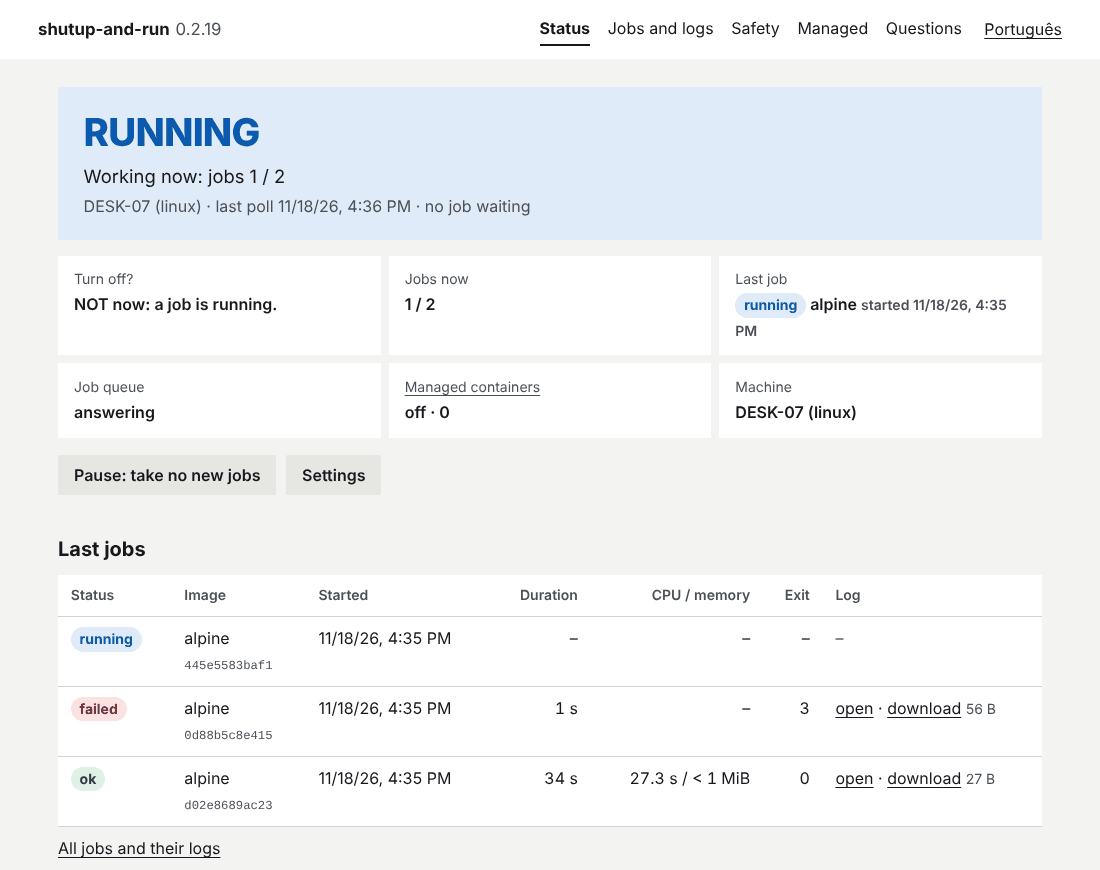 shutup-and-run 0.2.19
Status
Jobs and logs
Safety
Managed
Questions
Português
RUNNING
Working now: jobs 1 / 2
DESK-07 (linux) · last poll 11/18/26, 4:36 PM · no job waiting
Turn off?
NOT now: a job is running.
Jobs now
1 / 2
Last job
running alpine started 11/18/26, 4:35
PM
Job queue
answering
Managed containers
off · 0
Machine
DESK-07 (linux)
Pause: take no new jobs
Settings
Last jobs
Status Image Started Duration CPU / memory Exit Log
running alpine 11/18/26, 4:35 PM – – – –
445e5583baf1
failed alpine 11/18/26, 4:35 PM 1 s – 3 open · download 56 B
0d88b5c8e415
ok alpine 11/18/26, 4:35 PM 34 s 27.3 s / < 1 MiB 0 open · download 27 B
d02e8689ac23
All jobs and their logs